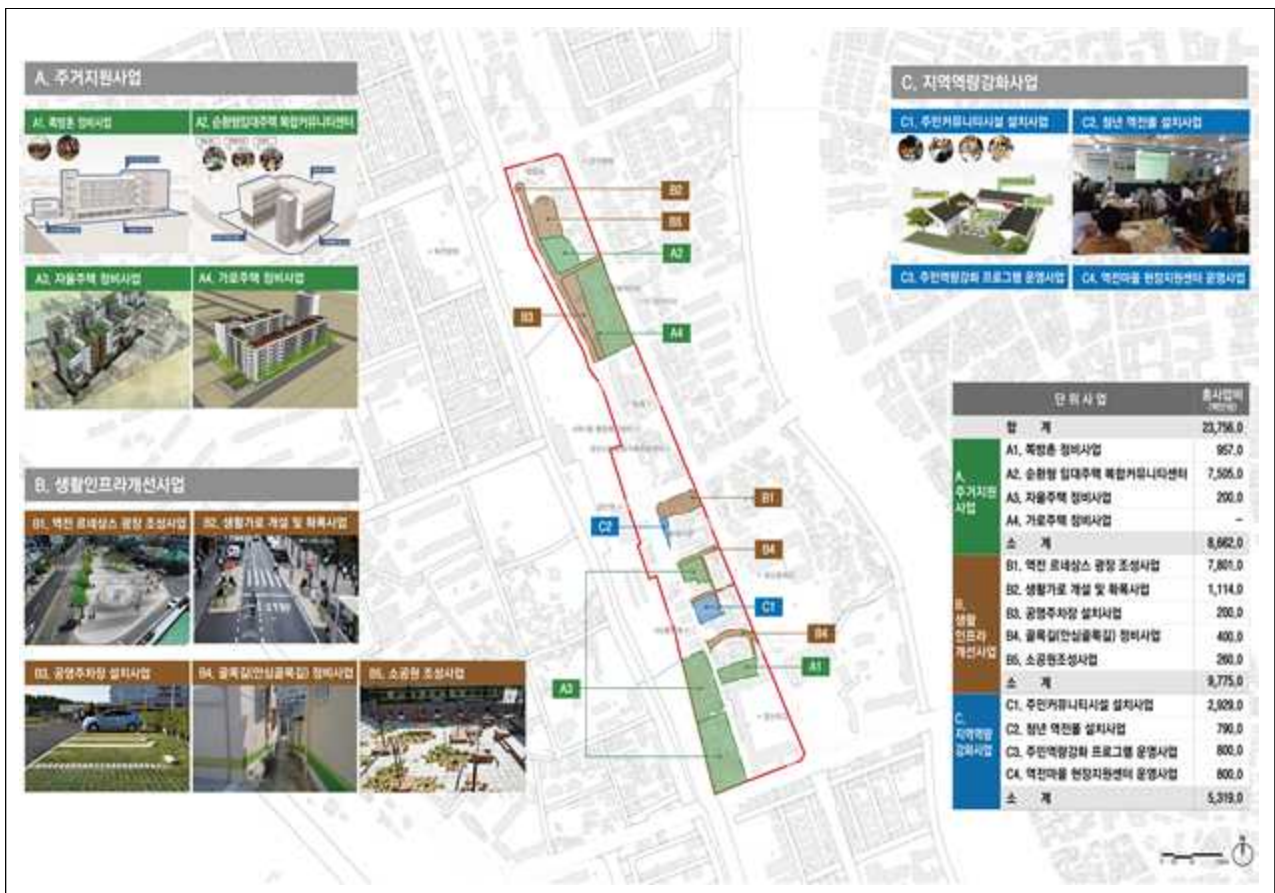 A. 주거지원사업
A1. 쪽방촌 정비사업
A2. 순환형임대주택 복합커뮤니티센터
A3. 자율주택 정비사업
A4. 가로주택 정비사업
B. 생활인프라개선사업
B1. 역전 르네상스 광장 조성사업
B2. 생활가로 개설 및 확폭사업
B3. 공영주차장 설치사업
B4. 골목길(안심골목길) 정비사업
B5. 소공원 조성사업
B2
B5
A2
B3
A4
B1
C2
B4
C1
B4
A1
A3
C. 지역역량강화사업
C1. 주민커뮤니티시설 설치사업
C2. 청년 역전몰 설치사업
C3. 주민역량강화 프로그램 운영사업
C4. 역전마을 현장지원센터 운영사업
단위사업 총사업비
(백만원)
합 계 23,756.0
A. 주거지원 사업
A1. 쪽방촌 정비사업 957.0
A2. 순환형 임대주택 복합커뮤니티센터 7,505.0
A3. 자율주택 정비사업 200.0
A4. 가로주택 정비사업 -
소 계 8,662.0
B. 생활 인프라 개선사업
B1. 역전 르네상스 광장 조성사업 7,801.0
B2. 생활가로 개설 및 확폭사업 1,114.0
B3. 공영주차장 설치사업 200.0
B4. 골목길(안심골목길) 정비사업 400.0
B5. 소공원조성사업 260.0
소 계 9,775.0
C. 지역역량 강화사업
C1. 주민커뮤니티시설 설치사업 2,929.0
C2. 청년 역전몰 설치사업 790.0
C3. 주민역량강화 프로그램 운영사업 800.0
C4. 역전마을 현장지원센터 운영사업 800.0
소 계 5,319.0